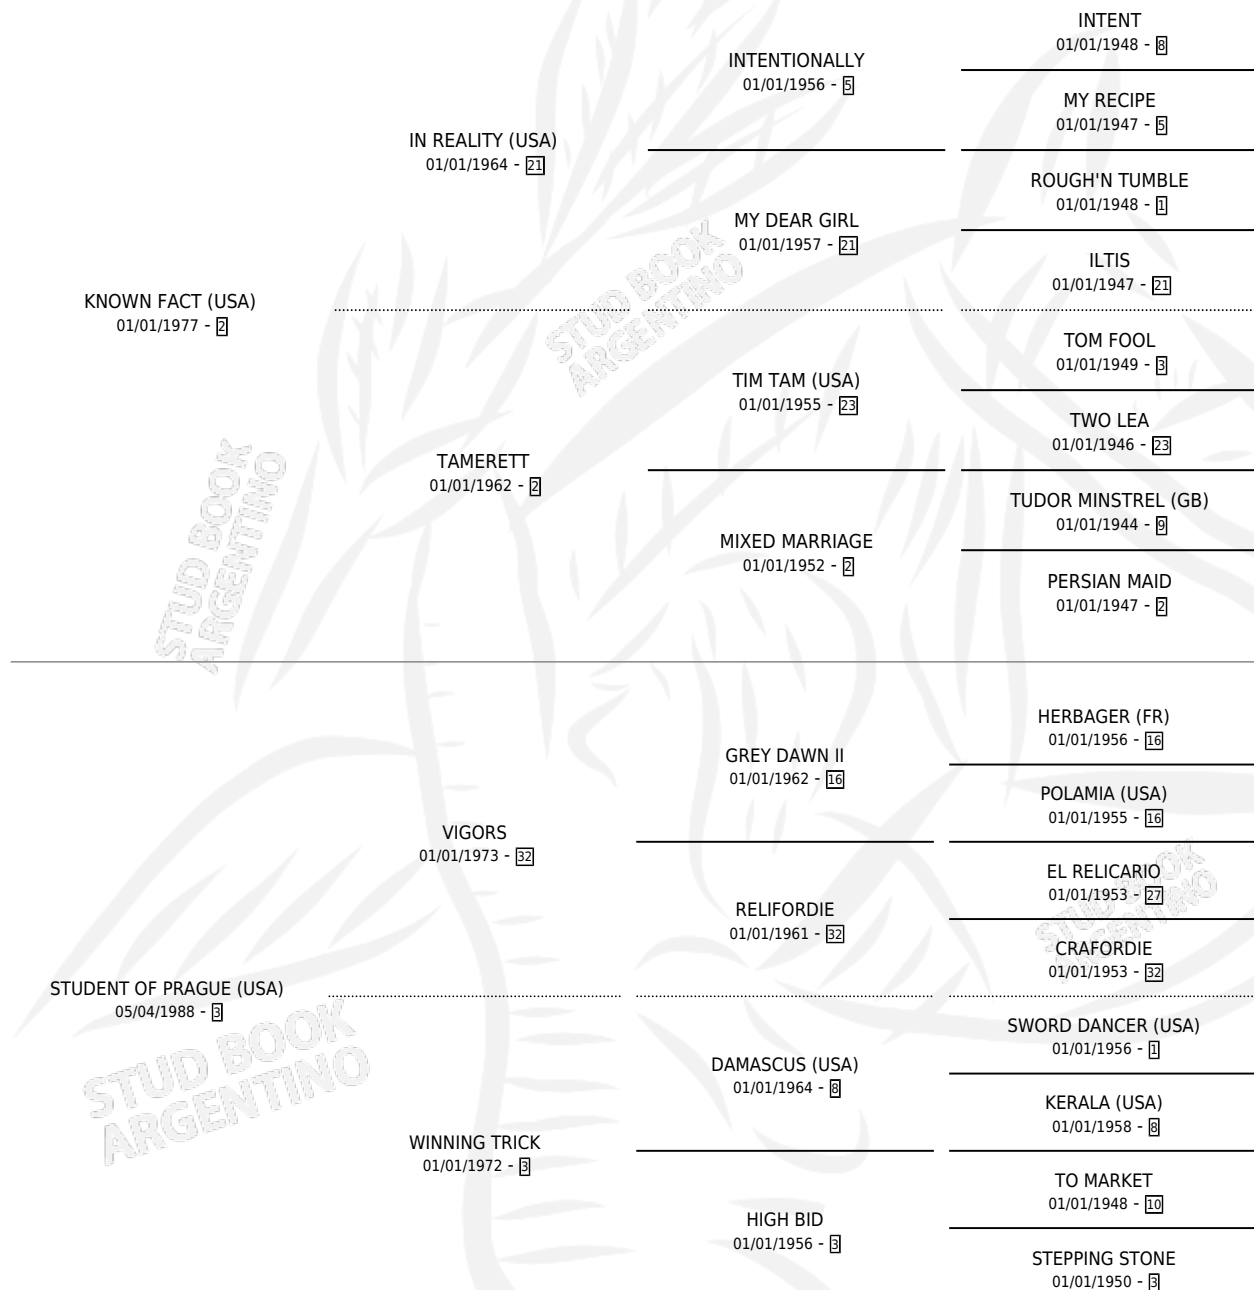 INTENT
01/01/1948 - 8
INTENTIONALLY
01/01/1956 - 5
MY RECIPE
01/01/1947 - 5
IN REALITY (USA)
01/01/1964 - 21
ROUGH'N TUMBLE
01/01/1948 - 1
MY DEAR GIRL
01/01/1957 - 21
ILTIS
01/01/1947 - 21
KNOWN FACT (USA)
01/01/1977 - 2
TOM FOOL
01/01/1949 - 3
TIM TAM (USA)
01/01/1955 - 23
TWO LEA
01/01/1946 - 23
TAMERETT
01/01/1962 - 2
TUDOR MINSTREL (GB)
01/01/1944 - 9
MIXED MARRIAGE
01/01/1952 - 2
PERSIAN MAID
01/01/1947 - 2
HERBAGER (FR)
01/01/1956 - 16
GREY DAWN II
01/01/1962 - 16
POLAMIA (USA)
01/01/1955 - 16
VIGORS
01/01/1973 - 32
EL RELICARIO
01/01/1953 - 27
RELIFORDIE
01/01/1961 - 32
CRAFORDIE
01/01/1953 - 32
STUDENT OF PRAGUE (USA)
05/04/1988 - 3
SWORD DANCER (USA)
01/01/1956 - 1
DAMASCUS (USA)
01/01/1964 - 8
KERALA (USA)
01/01/1958 - 8
WINNING TRICK
01/01/1972 - 3
TO MARKET
01/01/1948 - 10
HIGH BID
01/01/1956 - 3
STEPPING STONE
01/01/1950 - 3
STUD BOOK
ARGENTINO
STUD BOOK
ARGENTINO
STUD BOOK
ARGENTINO
STUD BOOK
ARGENTINO